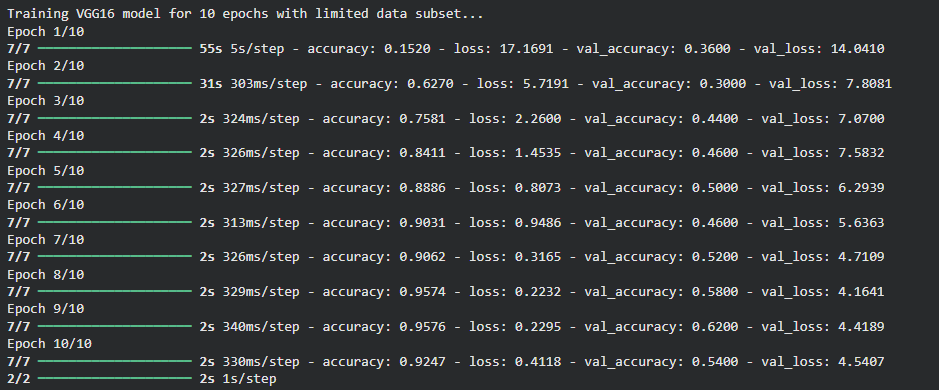 Training VGG16 model for 10 epochs with limited data subset...
Epoch 1/10
7/7 ━━━━━━━━━━━━━━━━━━━━ 55s 5s/step - accuracy: 0.1520 - loss: 17.1691 - val_accuracy: 0.3600 - val_loss: 14.0410
Epoch 2/10
7/7 ━━━━━━━━━━━━━━━━━━━━ 31s 303ms/step - accuracy: 0.6270 - loss: 5.7191 - val_accuracy: 0.3000 - val_loss: 7.8081
Epoch 3/10
7/7 ━━━━━━━━━━━━━━━━━━━━ 2s 324ms/step - accuracy: 0.7581 - loss: 2.2600 - val_accuracy: 0.4400 - val_loss: 7.0700
Epoch 4/10
7/7 ━━━━━━━━━━━━━━━━━━━━ 2s 326ms/step - accuracy: 0.8411 - loss: 1.4535 - val_accuracy: 0.4600 - val_loss: 7.5832
Epoch 5/10
7/7 ━━━━━━━━━━━━━━━━━━━━ 2s 327ms/step - accuracy: 0.8886 - loss: 0.8073 - val_accuracy: 0.5000 - val_loss: 6.2939
Epoch 6/10
7/7 ━━━━━━━━━━━━━━━━━━━━ 2s 313ms/step - accuracy: 0.9031 - loss: 0.9486 - val_accuracy: 0.4600 - val_loss: 5.6363
Epoch 7/10
7/7 ━━━━━━━━━━━━━━━━━━━━ 2s 326ms/step - accuracy: 0.9062 - loss: 0.3165 - val_accuracy: 0.5200 - val_loss: 4.7109
Epoch 8/10
7/7 ━━━━━━━━━━━━━━━━━━━━ 2s 329ms/step - accuracy: 0.9574 - loss: 0.2232 - val_accuracy: 0.5800 - val_loss: 4.1641
Epoch 9/10
7/7 ━━━━━━━━━━━━━━━━━━━━ 2s 340ms/step - accuracy: 0.9576 - loss: 0.2295 - val_accuracy: 0.6200 - val_loss: 4.4189
Epoch 10/10
7/7 ━━━━━━━━━━━━━━━━━━━━ 2s 330ms/step - accuracy: 0.9247 - loss: 0.4118 - val_accuracy: 0.5400 - val_loss: 4.5407
2/2 ━━━━━━━━━━━━━━━━━━━━ 2s 1s/step